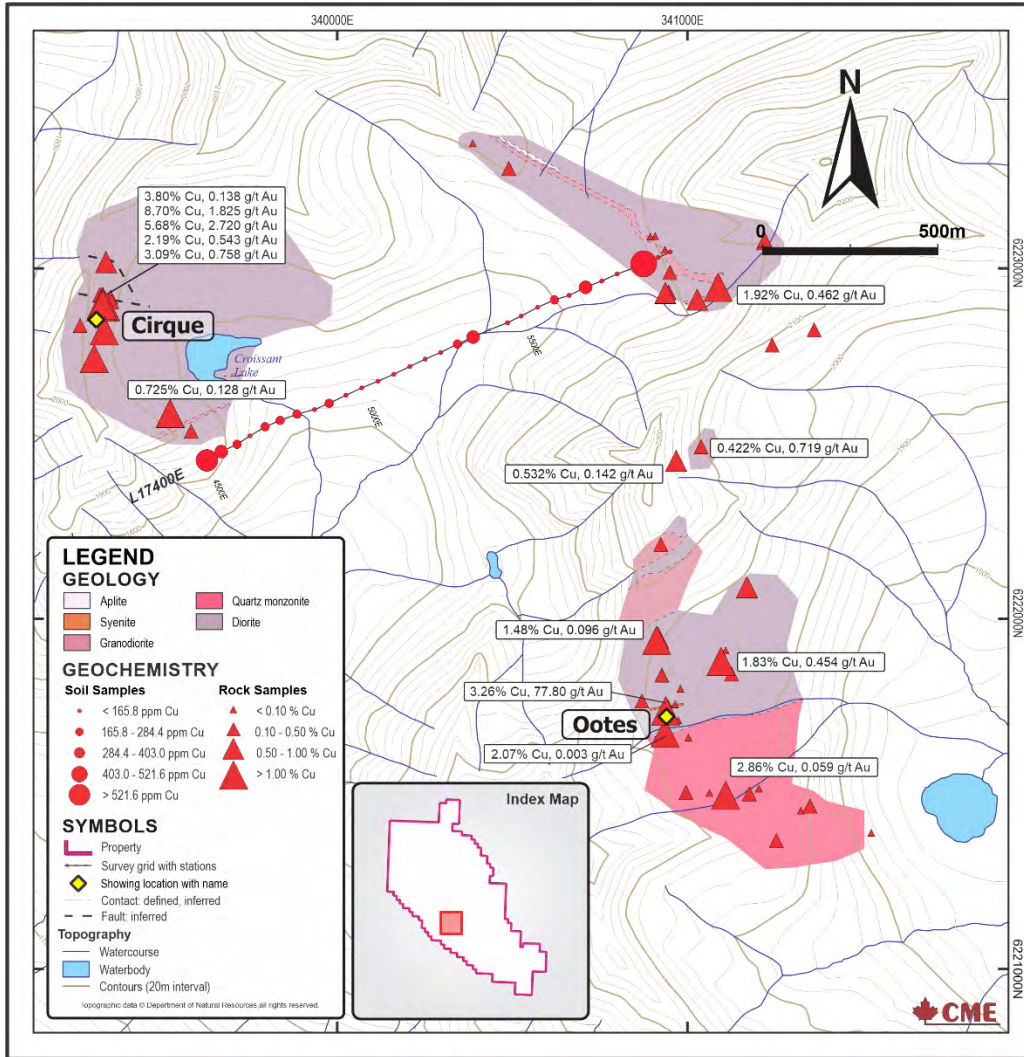 340000E
341000E
N
0 500m
3.80% Cu, 0.138 g/t Au
8.70% Cu, 1.825 g/t Au
5.68% Cu, 2.720 g/t Au
2.19% Cu, 0.543 g/t Au
3.09% Cu, 0.758 g/t Au
2200
6223000N
1.92% Cu, 0.462 g/t Au
Cirque
Croissant
Lake
0.725% Cu, 0.128 g/t Au
5500E
5000E
4500E
L17400E
0.422% Cu, 0.719 g/t Au
0.532% Cu, 0.142 g/t Au
6222000N
1.48% Cu, 0.096 g/t Au
1.83% Cu, 0.454 g/t Au
3.26% Cu, 77.80 g/t Au
Ootes
2.07% Cu, 0.003 g/t Au
2.86% Cu, 0.059 g/t Au
6221000N
LEGEND
GEOLOGY
Aplite
Quartz monzonite
Syenite
Diorite
Granodiorite
GEOCHEMISTRY
Soil Samples
Rock Samples
< 165.8 ppm Cu
< 0.10 % Cu
165.8 - 284.4 ppm Cu
0.10 - 0.50 % Cu
284.4 - 403.0 ppm Cu
0.50 - 1.00 % Cu
403.0 - 521.6 ppm Cu
> 1.00 % Cu
> 521.6 ppm Cu
SYMBOLS
Property
Survey grid with stations
Showing location with name
Contact: defined, inferred
Fault: inferred
Topography
Watercourse
Waterbody
Contours (20m interval)
Topographic data © Department of Natural Resources,all rights reserved.
Index Map
CME